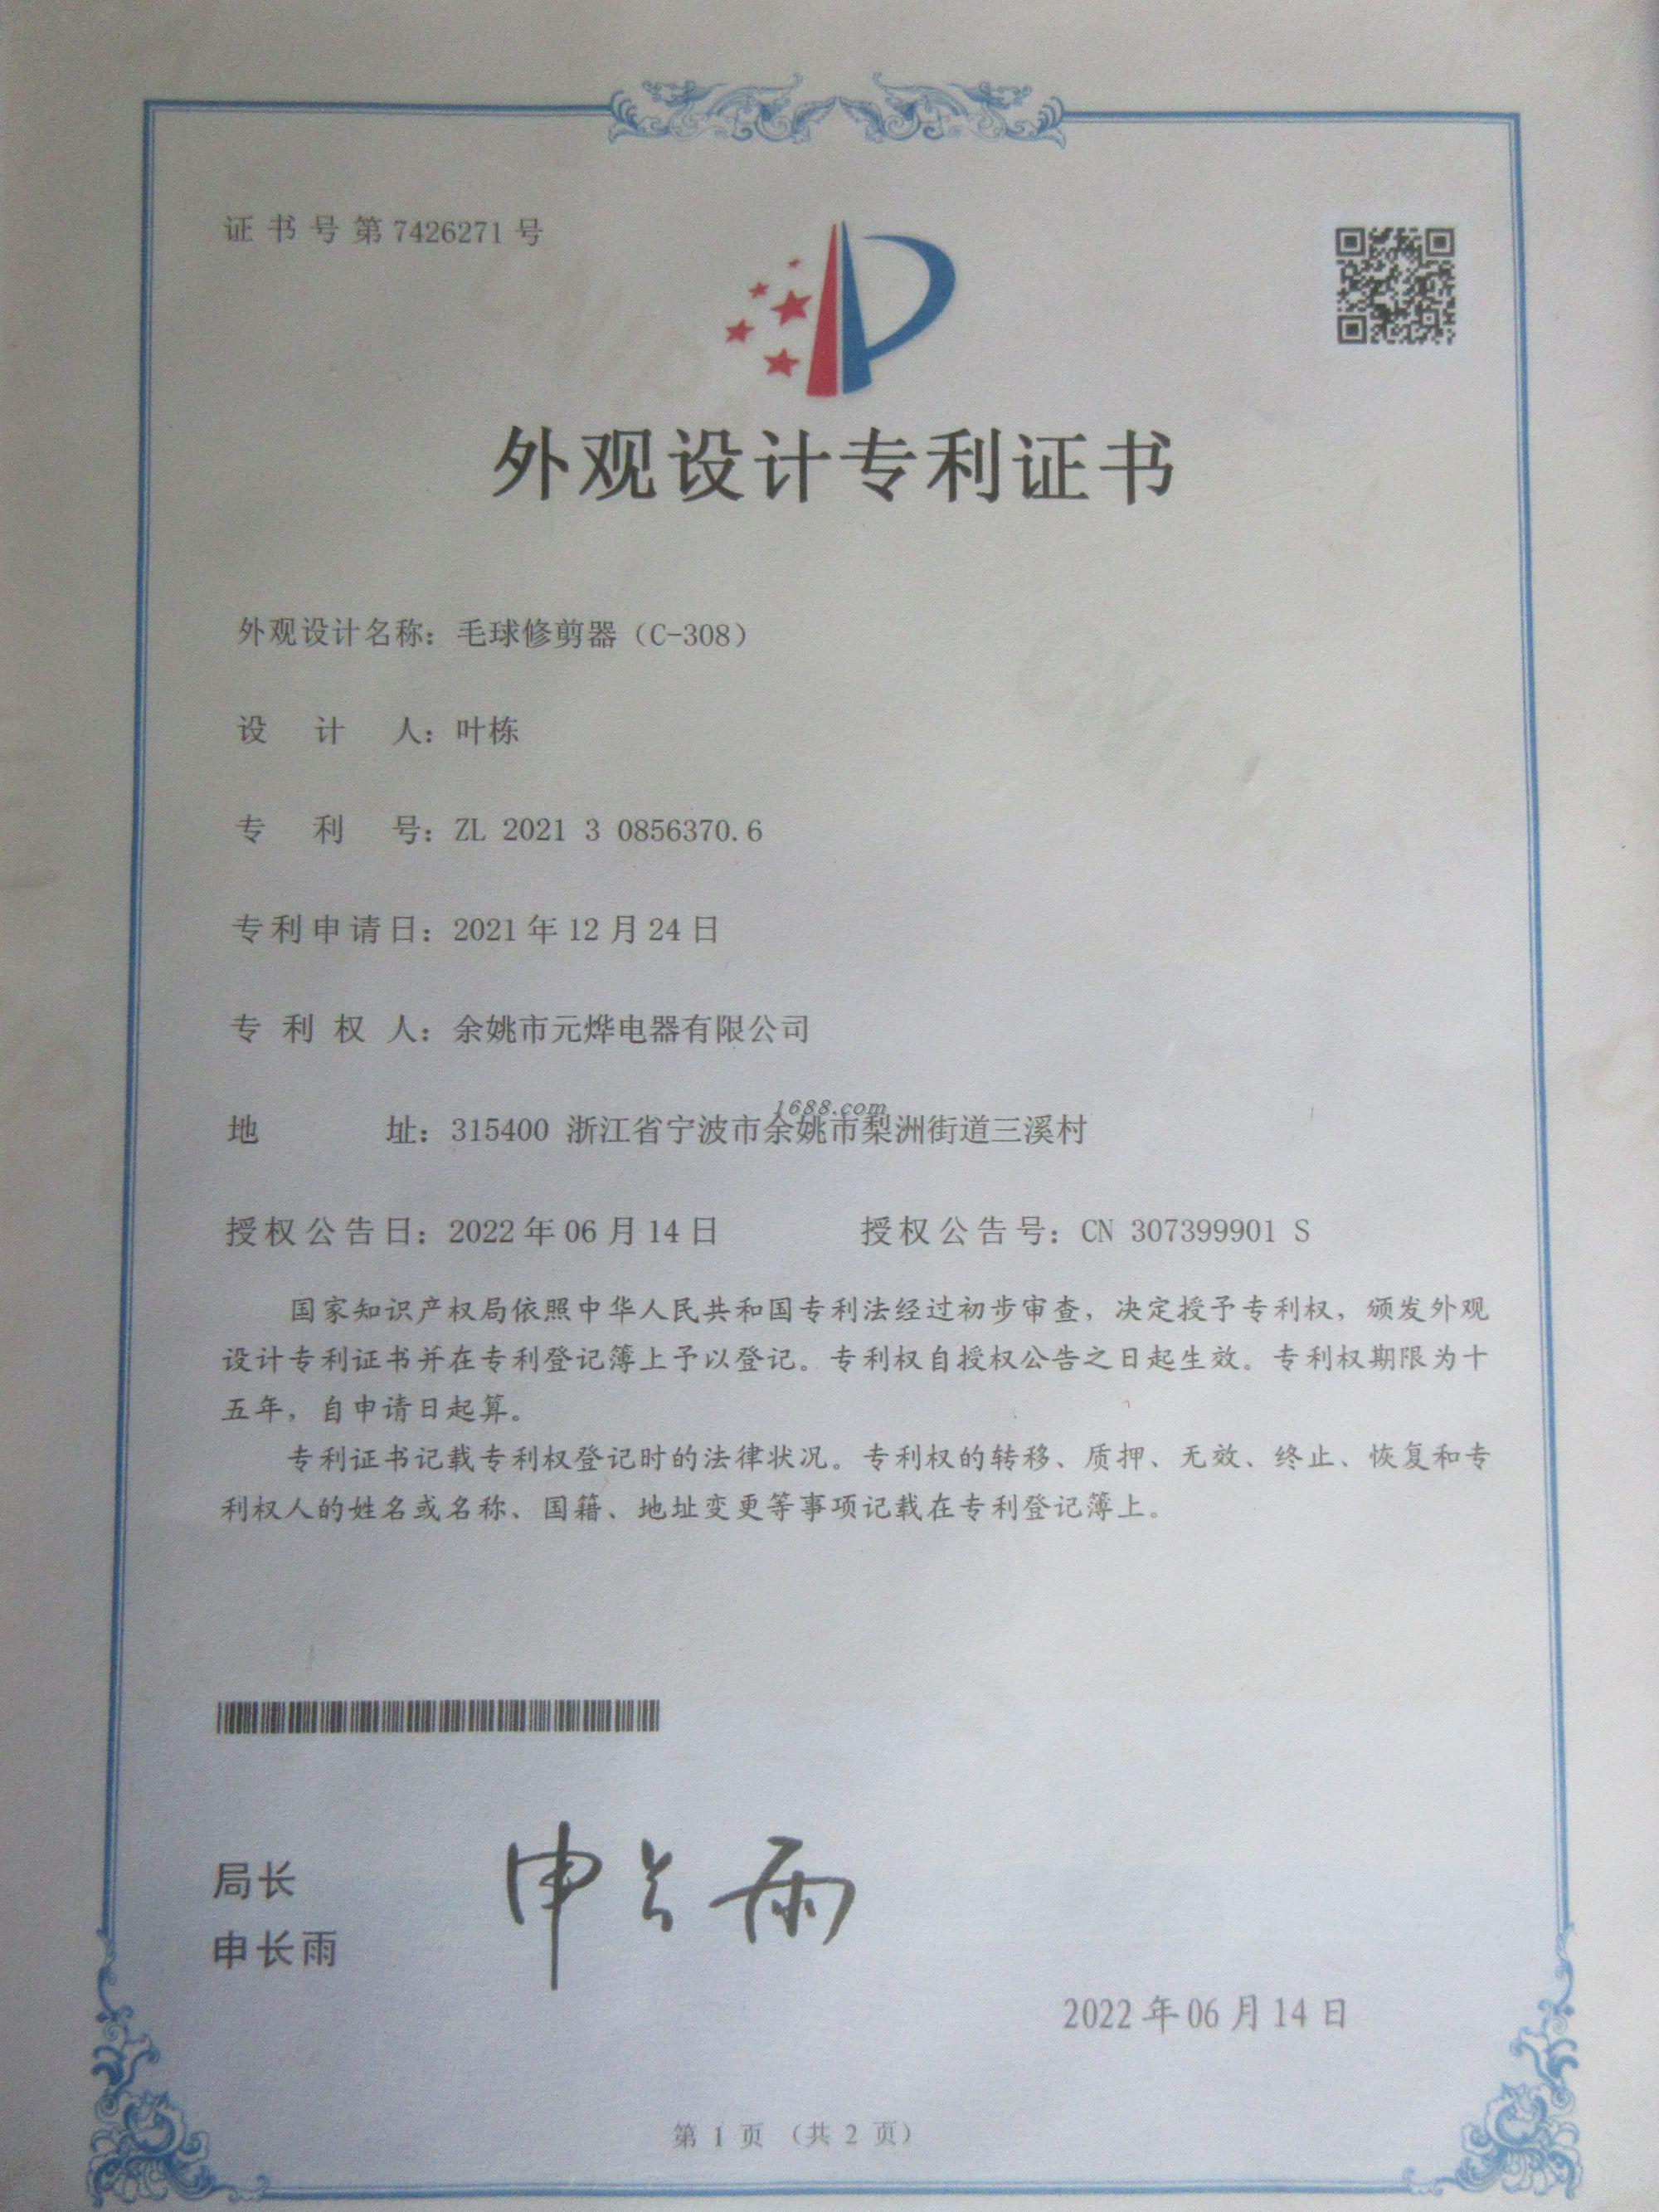 证书号第7426271号
外观设计专利证书
外观设计名称：毛球修剪器（C-308）
设计人：叶栋
专利号：ZL 2021 3 0856370.6
专利申请日：2021年12月24日
专利权人：余姚市元烨电器有限公司
1688.com
地址：315400 浙江省宁波市余姚市梨洲街道三溪村
授权公告日：2022年06月14日 授权公告号：CN 307399901 S
国家知识产权局依照中华人民共和国专利法经过初步审查，决定授予专利权，颁发外观
设计专利证书并在专利登记簿上予以登记。专利权自授权公告之日起生效。专利权期限为十
五年，自申请日起算。
专利证书记载专利权登记时的法律状况。专利权的转移、质押、无效、终止、恢复和专
利权人的姓名或名称、国籍、地址变更等事项记载在专利登记簿上。
局长
申长雨
申长雨
2022年06月14日
第1页（共2页）